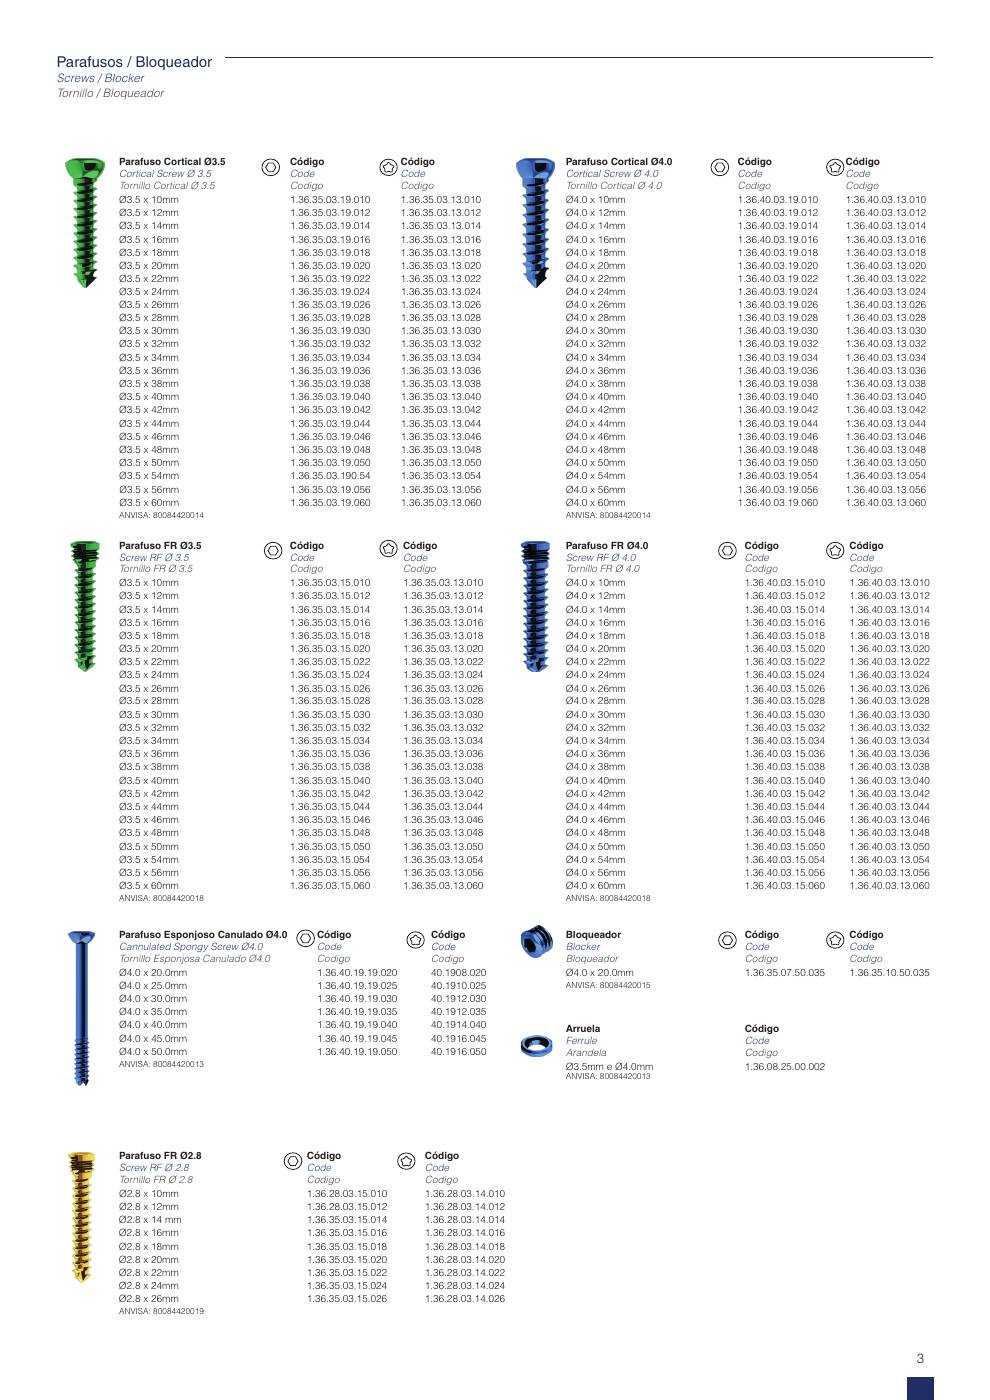 Parafusos / Bloqueador
Screws / Blocker
Tornillo / Bloqueador
Parafuso Cortical Ø3.5 Código Código
Cortical Screw Ø 3.5 Code Code
Tornillo Cortical Ø 3.5 Codigo Codigo
Ø3.5 x 10mm 1.36.35.03.19.010 1.36.35.03.13.010
Ø3.5 x 12mm 1.36.35.03.19.012 1.36.35.03.13.012
Ø3.5 x 14mm 1.36.35.03.19.014 1.36.35.03.13.014
Ø3.5 x 16mm 1.36.35.03.19.016 1.36.35.03.13.016
Ø3.5 x 18mm 1.36.35.03.19.018 1.36.35.03.13.018
Ø3.5 x 20mm 1.36.35.03.19.020 1.36.35.03.13.020
Ø3.5 x 22mm 1.36.35.03.19.022 1.36.35.03.13.022
Ø3.5 x 24mm 1.36.35.03.19.024 1.36.35.03.13.024
Ø3.5 x 26mm 1.36.35.03.19.026 1.36.35.03.13.026
Ø3.5 x 28mm 1.36.35.03.19.028 1.36.35.03.13.028
Ø3.5 x 30mm 1.36.35.03.19.030 1.36.35.03.13.030
Ø3.5 x 32mm 1.36.35.03.19.032 1.36.35.03.13.032
Ø3.5 x 34mm 1.36.35.03.19.034 1.36.35.03.13.034
Ø3.5 x 36mm 1.36.35.03.19.036 1.36.35.03.13.036
Ø3.5 x 38mm 1.36.35.03.19.038 1.36.35.03.13.038
Ø3.5 x 40mm 1.36.35.03.19.040 1.36.35.03.13.040
Ø3.5 x 42mm 1.36.35.03.19.042 1.36.35.03.13.042
Ø3.5 x 44mm 1.36.35.03.19.044 1.36.35.03.13.044
Ø3.5 x 46mm 1.36.35.03.19.046 1.36.35.03.13.046
Ø3.5 x 48mm 1.36.35.03.19.048 1.36.35.03.13.048
Ø3.5 x 50mm 1.36.35.03.19.050 1.36.35.03.13.050
Ø3.5 x 54mm 1.36.35.03.190.54 1.36.35.03.13.054
Ø3.5 x 56mm 1.36.35.03.19.056 1.36.35.03.13.056
Ø3.5 x 60mm 1.36.35.03.19.060 1.36.35.03.13.060
ANVISA: 80084420014
Parafuso Cortical Ø4.0 Código Código
Cortical Screw Ø 4.0 Code Code
Tornillo Cortical Ø 4.0 Codigo Codigo
Ø4.0 x 10mm 1.36.40.03.19.010 1.36.40.03.13.010
Ø4.0 x 12mm 1.36.40.03.19.012 1.36.40.03.13.012
Ø4.0 x 14mm 1.36.40.03.19.014 1.36.40.03.13.014
Ø4.0 x 16mm 1.36.40.03.19.016 1.36.40.03.13.016
Ø4.0 x 18mm 1.36.40.03.19.018 1.36.40.03.13.018
Ø4.0 x 20mm 1.36.40.03.19.020 1.36.40.03.13.020
Ø4.0 x 22mm 1.36.40.03.19.022 1.36.40.03.13.022
Ø4.0 x 24mm 1.36.40.03.19.024 1.36.40.03.13.024
Ø4.0 x 26mm 1.36.40.03.19.026 1.36.40.03.13.026
Ø4.0 x 28mm 1.36.40.03.19.028 1.36.40.03.13.028
Ø4.0 x 30mm 1.36.40.03.19.030 1.36.40.03.13.030
Ø4.0 x 32mm 1.36.40.03.19.032 1.36.40.03.13.032
Ø4.0 x 34mm 1.36.40.03.19.034 1.36.40.03.13.034
Ø4.0 x 36mm 1.36.40.03.19.036 1.36.40.03.13.036
Ø4.0 x 38mm 1.36.40.03.19.038 1.36.40.03.13.038
Ø4.0 x 40mm 1.36.40.03.19.040 1.36.40.03.13.040
Ø4.0 x 42mm 1.36.40.03.19.042 1.36.40.03.13.042
Ø4.0 x 44mm 1.36.40.03.19.044 1.36.40.03.13.044
Ø4.0 x 46mm 1.36.40.03.19.046 1.36.40.03.13.046
Ø4.0 x 48mm 1.36.40.03.19.048 1.36.40.03.13.048
Ø4.0 x 50mm 1.36.40.03.19.050 1.36.40.03.13.050
Ø4.0 x 54mm 1.36.40.03.19.054 1.36.40.03.13.054
Ø4.0 x 56mm 1.36.40.03.19.056 1.36.40.03.13.056
Ø4.0 x 60mm 1.36.40.03.19.060 1.36.40.03.13.060
ANVISA: 80084420014
Parafuso FR Ø3.5 Código Código
Screw RF Ø 3.5 Code Code
Tornillo FR Ø 3.5 Codigo Codigo
Ø3.5 x 10mm 1.36.35.03.15.010 1.36.35.03.13.010
Ø3.5 x 12mm 1.36.35.03.15.012 1.36.35.03.13.012
Ø3.5 x 14mm 1.36.35.03.15.014 1.36.35.03.13.014
Ø3.5 x 16mm 1.36.35.03.15.016 1.36.35.03.13.016
Ø3.5 x 18mm 1.36.35.03.15.018 1.36.35.03.13.018
Ø3.5 x 20mm 1.36.35.03.15.020 1.36.35.03.13.020
Ø3.5 x 22mm 1.36.35.03.15.022 1.36.35.03.13.022
Ø3.5 x 24mm 1.36.35.03.15.024 1.36.35.03.13.024
Ø3.5 x 26mm 1.36.35.03.15.026 1.36.35.03.13.026
Ø3.5 x 28mm 1.36.35.03.15.028 1.36.35.03.13.028
Ø3.5 x 30mm 1.36.35.03.15.030 1.36.35.03.13.030
Ø3.5 x 32mm 1.36.35.03.15.032 1.36.35.03.13.032
Ø3.5 x 34mm 1.36.35.03.15.034 1.36.35.03.13.034
Ø3.5 x 36mm 1.36.35.03.15.036 1.36.35.03.13.036
Ø3.5 x 38mm 1.36.35.03.15.038 1.36.35.03.13.038
Ø3.5 x 40mm 1.36.35.03.15.040 1.36.35.03.13.040
Ø3.5 x 42mm 1.36.35.03.15.042 1.36.35.03.13.042
Ø3.5 x 44mm 1.36.35.03.15.044 1.36.35.03.13.044
Ø3.5 x 46mm 1.36.35.03.15.046 1.36.35.03.13.046
Ø3.5 x 48mm 1.36.35.03.15.048 1.36.35.03.13.048
Ø3.5 x 50mm 1.36.35.03.15.050 1.36.35.03.13.050
Ø3.5 x 54mm 1.36.35.03.15.054 1.36.35.03.13.054
Ø3.5 x 56mm 1.36.35.03.15.056 1.36.35.03.13.056
Ø3.5 x 60mm 1.36.35.03.15.060 1.36.35.03.13.060
ANVISA: 80084420018
Parafuso FR Ø4.0 Código Código
Screw RF Ø 4.0 Code Code
Tornillo FR Ø 4.0 Codigo Codigo
Ø4.0 x 10mm 1.36.40.03.15.010 1.36.40.03.13.010
Ø4.0 x 12mm 1.36.40.03.15.012 1.36.40.03.13.012
Ø4.0 x 14mm 1.36.40.03.15.014 1.36.40.03.13.014
Ø4.0 x 16mm 1.36.40.03.15.016 1.36.40.03.13.016
Ø4.0 x 18mm 1.36.40.03.15.018 1.36.40.03.13.018
Ø4.0 x 20mm 1.36.40.03.15.020 1.36.40.03.13.020
Ø4.0 x 22mm 1.36.40.03.15.022 1.36.40.03.13.022
Ø4.0 x 24mm 1.36.40.03.15.024 1.36.40.03.13.024
Ø4.0 x 26mm 1.36.40.03.15.026 1.36.40.03.13.026
Ø4.0 x 28mm 1.36.40.03.15.028 1.36.40.03.13.028
Ø4.0 x 30mm 1.36.40.03.15.030 1.36.40.03.13.030
Ø4.0 x 32mm 1.36.40.03.15.032 1.36.40.03.13.032
Ø4.0 x 34mm 1.36.40.03.15.034 1.36.40.03.13.034
Ø4.0 x 36mm 1.36.40.03.15.036 1.36.40.03.13.036
Ø4.0 x 38mm 1.36.40.03.15.038 1.36.40.03.13.038
Ø4.0 x 40mm 1.36.40.03.15.040 1.36.40.03.13.040
Ø4.0 x 42mm 1.36.40.03.15.042 1.36.40.03.13.042
Ø4.0 x 44mm 1.36.40.03.15.044 1.36.40.03.13.044
Ø4.0 x 46mm 1.36.40.03.15.046 1.36.40.03.13.046
Ø4.0 x 48mm 1.36.40.03.15.048 1.36.40.03.13.048
Ø4.0 x 50mm 1.36.40.03.15.050 1.36.40.03.13.050
Ø4.0 x 54mm 1.36.40.03.15.054 1.36.40.03.13.054
Ø4.0 x 56mm 1.36.40.03.15.056 1.36.40.03.13.056
Ø4.0 x 60mm 1.36.40.03.15.060 1.36.40.03.13.060
ANVISA: 80084420018
Parafuso Esponjoso Canulado Ø4.0 Código Código
Cannulated Spongy Screw Ø4.0 Code Code
Tornillo Esponjosa Canulado Ø4.0 Codigo Codigo
Ø4.0 x 20.0mm 1.36.40.19.19.020 40.1908.020
Ø4.0 x 25.0mm 1.36.40.19.19.025 40.1910.025
Ø4.0 x 30.0mm 1.36.40.19.19.030 40.1912.030
Ø4.0 x 35.0mm 1.36.40.19.19.035 40.1912.035
Ø4.0 x 40.0mm 1.36.40.19.19.040 40.1914.040
Ø4.0 x 45.0mm 1.36.40.19.19.045 40.1916.045
Ø4.0 x 50.0mm 1.36.40.19.19.050 40.1916.050
ANVISA: 80084420013
Bloqueador Código Código
Blocker Code Code
Bloqueador Codigo Codigo
Ø4.0 x 20.0mm 1.36.35.07.50.035 1.36.35.10.50.035
ANVISA: 80084420015
Arruela Código
Ferrule Code
Arandela Codigo
Ø3.5mm e Ø4.0mm 1.36.08.25.00.002
ANVISA: 80084420013
Parafuso FR Ø2.8 Código Código
Screw RF Ø 2.8 Code Code
Tornillo FR Ø 2.8 Codigo Codigo
Ø2.8 x 10mm 1.36.28.03.15.010 1.36.28.03.14.010
Ø2.8 x 12mm 1.36.28.03.15.012 1.36.28.03.14.012
Ø2.8 x 14 mm 1.36.35.03.15.014 1.36.28.03.14.014
Ø2.8 x 16mm 1.36.35.03.15.016 1.36.28.03.14.016
Ø2.8 x 18mm 1.36.35.03.15.018 1.36.28.03.14.018
Ø2.8 x 20mm 1.36.35.03.15.020 1.36.28.03.14.020
Ø2.8 x 22mm 1.36.35.03.15.022 1.36.28.03.14.022
Ø2.8 x 24mm 1.36.35.03.15.024 1.36.28.03.14.024
Ø2.8 x 26mm 1.36.35.03.15.026 1.36.28.03.14.026
ANVISA: 80084420019
3